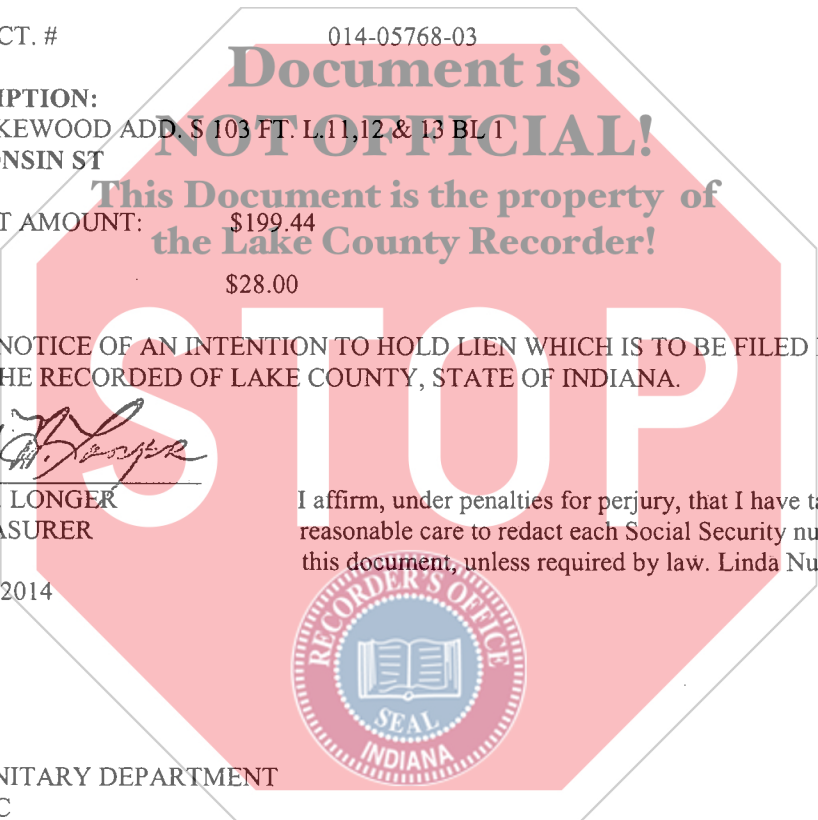 CT. # 014-05768-03
Document is
IPTION:
KEWOOD ADD. S 103 FT. L.11,12 & 13 BL 1
NOT OFFICIAL!
NSIN ST
This Document is the property of
T AMOUNT: $199.44
the Lake County Recorder!
$28.00
STOP
NOTICE OF AN INTENTION TO HOLD LIEN WHICH IS TO BE FILED
HE RECORDED OF LAKE COUNTY, STATE OF INDIANA.
LONGER
ASURER
I affirm, under penalties for perjury, that I have ta
reasonable care to redact each Social Security nu
this document, unless required by law. Linda Nu
2014
RECORDER'S OFFICE
SEAL
INDIANA
NITARY DEPARTMENT
C